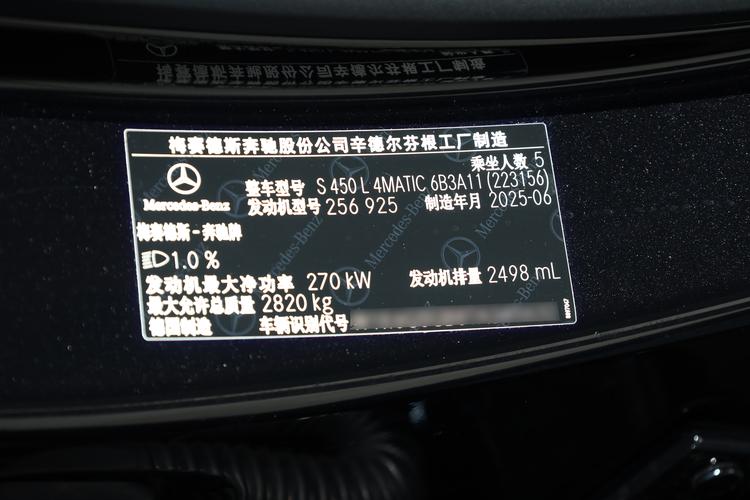 梅赛德斯奔驰股份公司辛德尔芬根工厂制造
乘坐人数 5
整车型号 S 450 L 4MATIC 6B3A11 (223156)
Mercedes-Benz
发动机型号 256 925 制造年月 2025-06
梅赛德斯-奔驰牌
1.0 %
发动机最大净功率 270 kW 发动机排量 2498 mL
最大允许总质量 2820 kg
德国制造 车辆识别代号